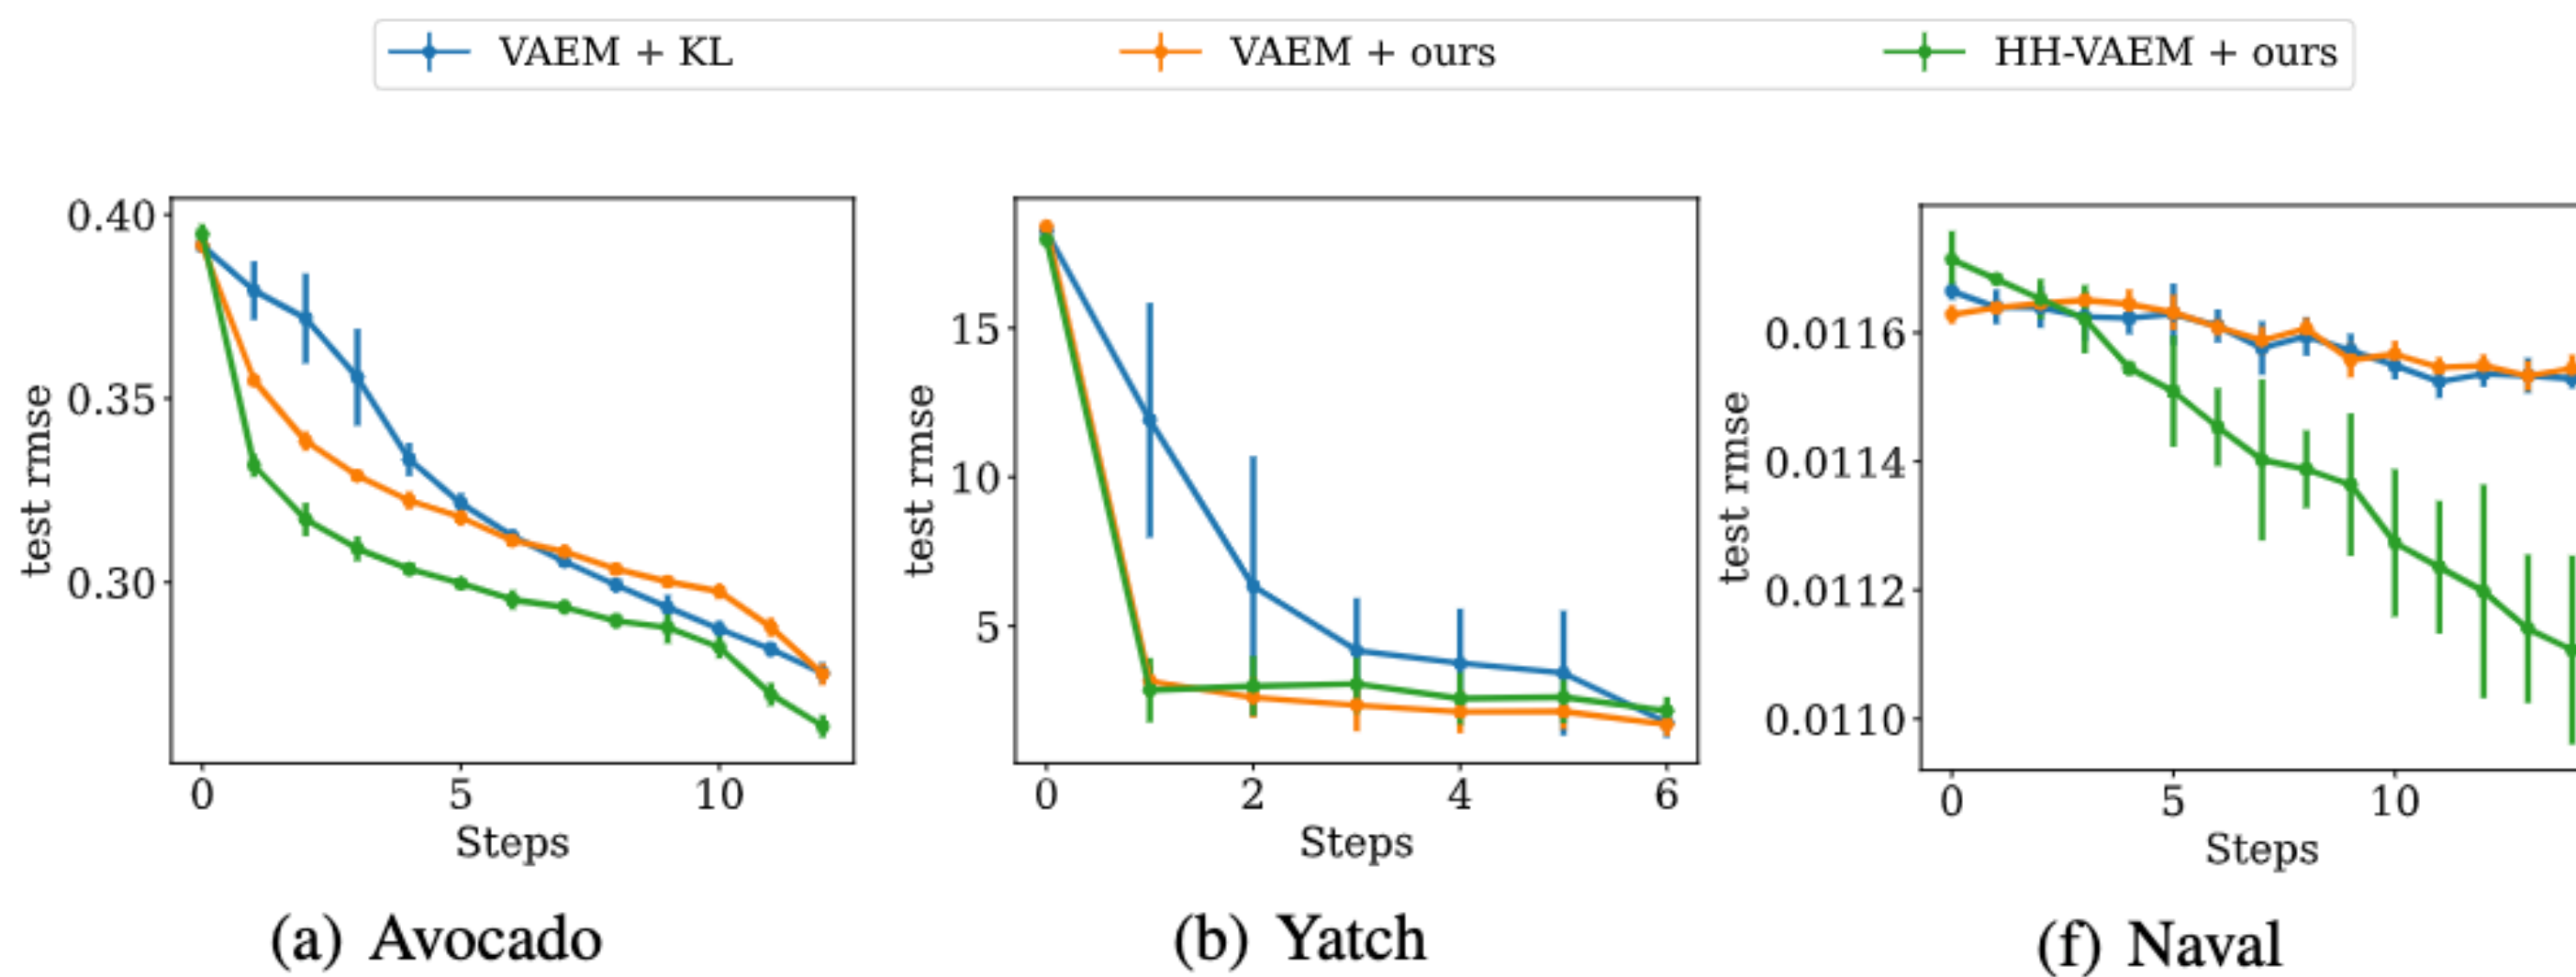 VAEM + KL VAEM + ours HH-VAEM + ours
0.40
0.35
0.30
test rmse
0 5 10
Steps
(a) Avocado
15
10
5
test rmse
0 2 4 6
Steps
(b) Yatch
0.0116
0.0114
0.0112
0.0110
test rmse
0 5 10
Steps
(f) Naval